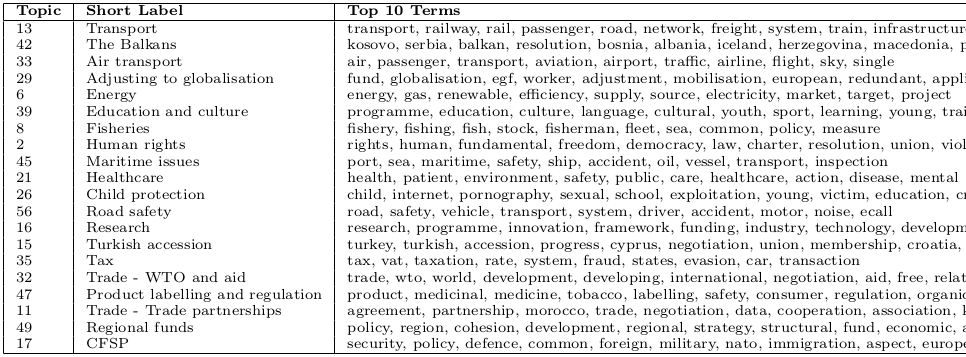 Topic Short Label Top 10 Terms
13 Transport transport, railway, rail, passenger, road, network, freight, system, train, infrastructure
42 The Balkans kosovo, serbia, balkan, resolution, bosnia, albania, iceland, herzegovina, macedonia,
33 Air transport air, passenger, transport, aviation, airport, traffic, airline, flight, sky, single
29 Adjusting to globalisation fund, globalisation, egf, worker, adjustment, mobilisation, european, redundant,
6 Energy energy, gas, renewable, efficiency, supply, source, electricity, market, target, project
39 Education and culture programme, education, culture, language, cultural, youth, sport, learning, young,
8 Fisheries fishery, fishing, fish, stock, fisherman, fleet, sea, common, policy, measure
2 Human rights rights, human, fundamental, freedom, democracy, law, charter, resolution, union,
45 Maritime issues port, sea, maritime, safety, ship, accident, oil, vessel, transport, inspection
21 Healthcare health, patient, environment, safety, public, care, healthcare, action, disease, mental
26 Child protection child, internet, pornography, sexual, school, exploitation, young, victim, education,
56 Road safety road, safety, vehicle, transport, system, driver, accident, motor, noise, ecall
16 Research research, programme, innovation, framework, funding, industry, technology,
15 Turkish accession turkey, turkish, accession, progress, cyprus, negotiation, union, membership, croatia,
35 Tax tax, vat, taxation, rate, system, fraud, states, evasion, car, transaction
32 Trade - WTO and aid trade, wto, world, development, developing, international, negotiation, aid, free,
47 Product labelling and regulation product, medicinal, medicine, tobacco, labelling, safety, consumer, regulation,
11 Trade - Trade partnerships agreement, partnership, morocco, trade, negotiation, data, cooperation, association,
49 Regional funds policy, region, cohesion, development, regional, strategy, structural, fund, economic,
17 CFSP security, policy, defence, common, foreign, military, nato, immigration, aspect,